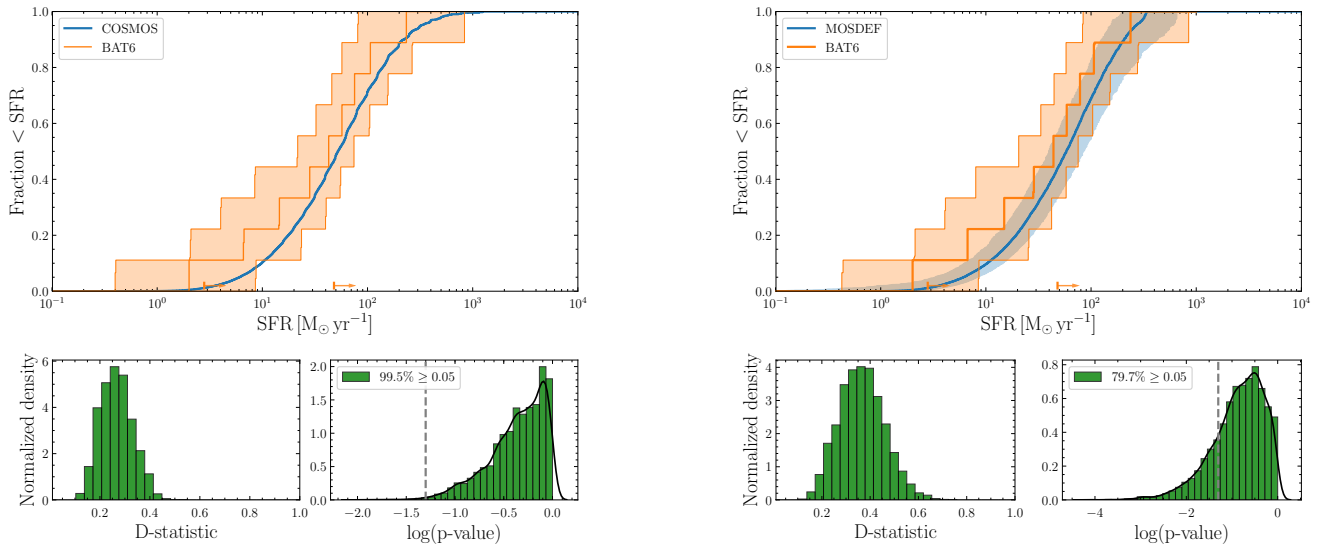 COSMOS
BAT6
Fraction < SFR
1.0
0.8
0.6
0.4
0.2
0.0
10⁻¹ 10⁰ 10¹ 10² 10³ 10⁴
SFR [M⊙ yr⁻¹]
MOSDEF
BAT6
Fraction < SFR
1.0
0.8
0.6
0.4
0.2
0.0
10⁻¹ 10⁰ 10¹ 10² 10³ 10⁴
SFR [M⊙ yr⁻¹]
Normalized density
6
4
2
0
0.2 0.4 0.6 0.8 1.0
D-statistic
99.5% ≥ 0.05
2.0
1.5
1.0
0.5
0.0
−2.0 −1.5 −1.0 −0.5 0.0
log(p-value)
Normalized density
4
3
2
1
0
0.2 0.4 0.6 0.8 1.0
D-statistic
79.7% ≥ 0.05
0.8
0.6
0.4
0.2
0.0
−4 −2 0
log(p-value)